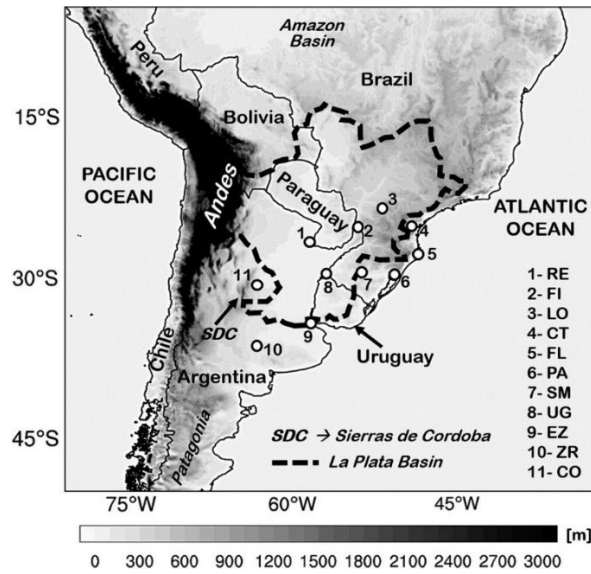 Amazon
Basin
Peru
Brazil
15°S
Bolivia
PACIFIC
OCEAN
Andes
Paraguay
3
ATLANTIC
OCEAN
1
2
4
5
30°S
11
8
7
6
SDC
9
Uruguay
Chile
10
Argentina
Patagonia
45°S
1- RE
2- FI
3- LO
4- CT
5- FL
6- PA
7- SM
8- UG
9- EZ
10- ZR
11- CO
SDC → Sierras de Cordoba
La Plata Basin
75°W 60°W 45°W
[m]
0 300 600 900 1200 1500 1800 2100 2400 2700 3000